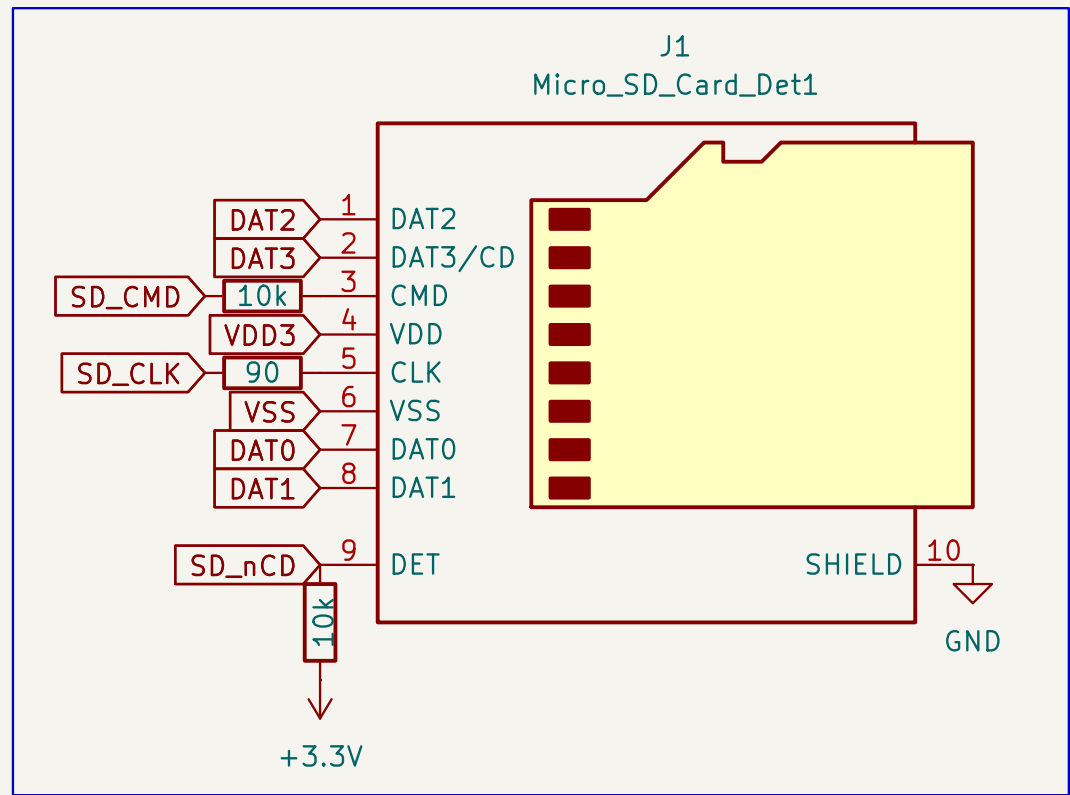 J1
Micro_SD_Card_Det1
DAT2 1 DAT2
DAT3 2 DAT3/CD
SD_CMD 10k 3 CMD
VDD3 4 VDD
SD_CLK 90 5 CLK
VSS 6 VSS
DAT0 7 DAT0
DAT1 8 DAT1
SD_nCD 9 DET SHIELD 10
10k
GND
+3.3V